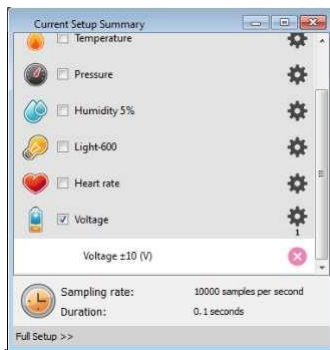 Current Setup Summary
Temperature
Pressure
Humidity 5%
Light-600
Heart rate
Voltage
1
Voltage ±10 (V)
Sampling rate: 10000 samples per second
Duration: 0.1 seconds
Full Setup >>